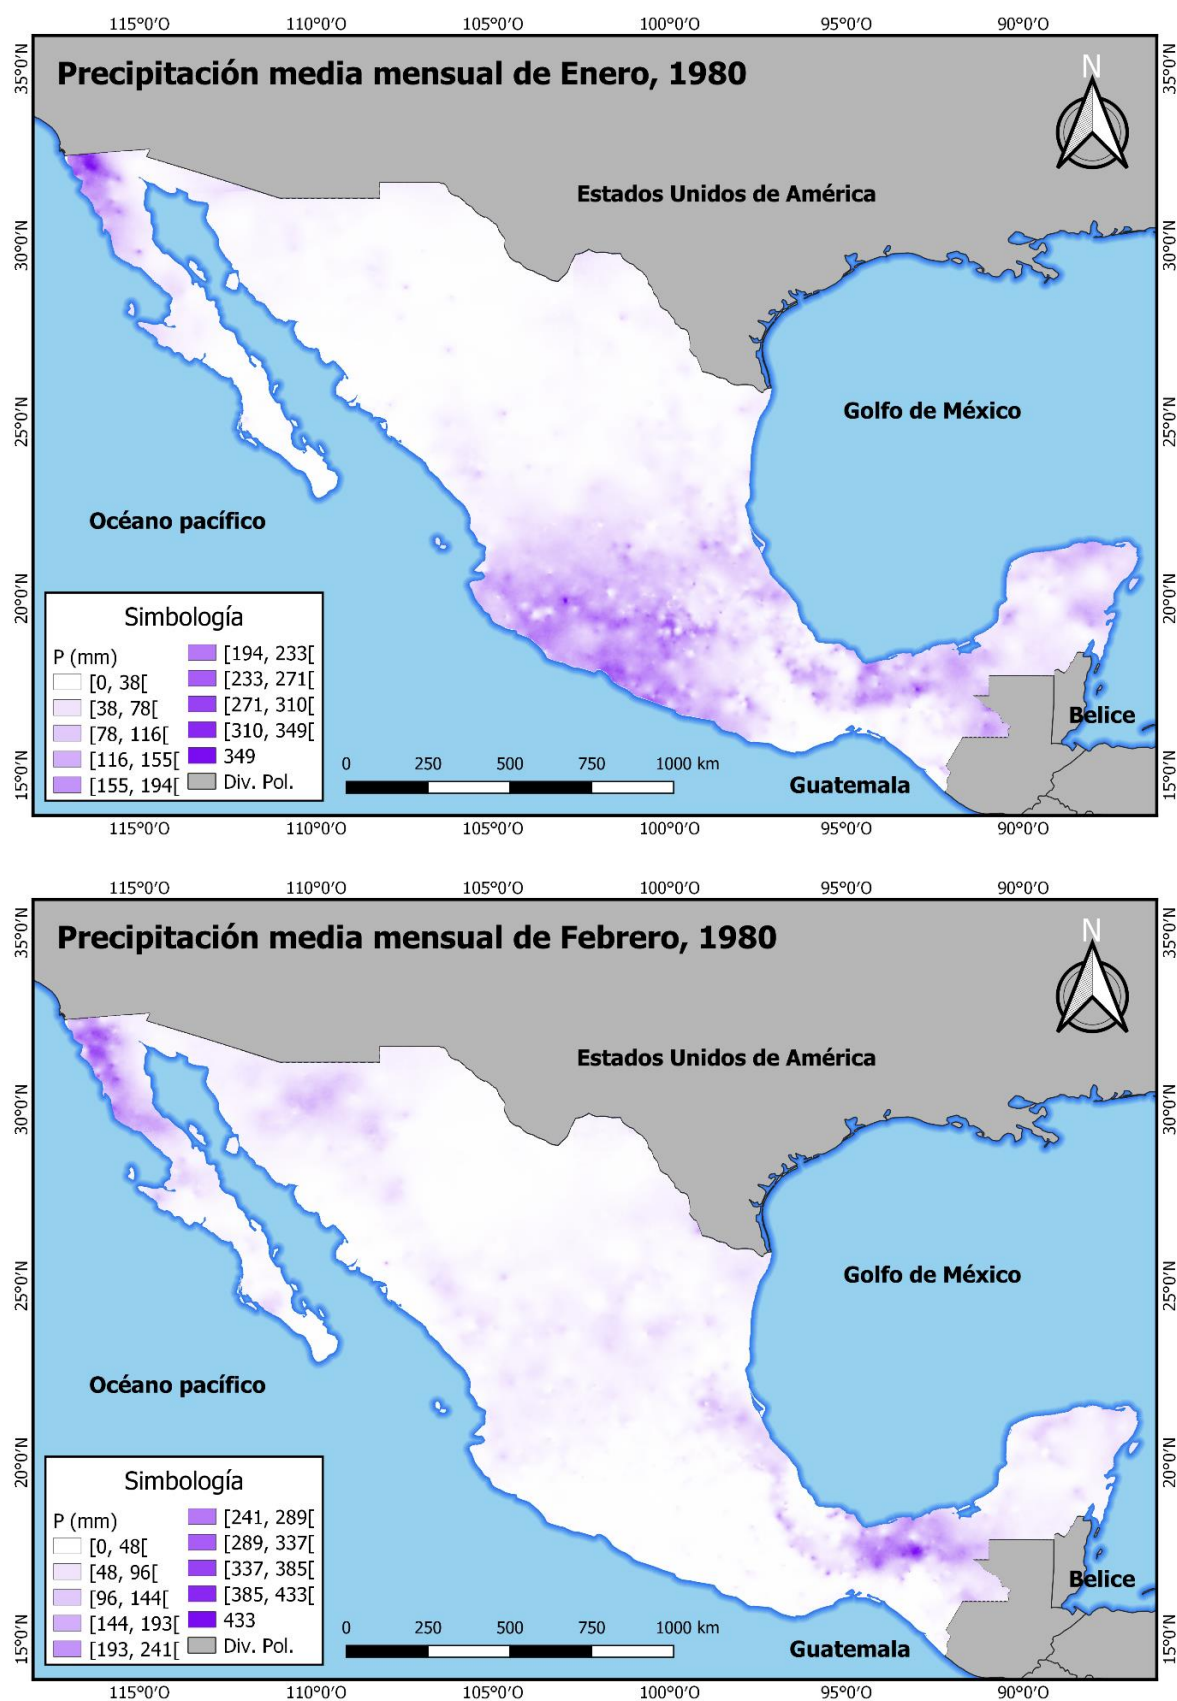 115°0'O 110°0'O 105°0'O 100°0'O 95°0'O 90°0'O
Precipitación media mensual de Enero, 1980
N
35°0'N 35°0'N
Estados Unidos de América
30°0'N 30°0'N
Golfo de México
25°0'N 25°0'N
Océano pacífico
20°0'N 20°0'N
Simbología
P (mm)
[0, 38[
[38, 78[
[78, 116[
[116, 155[
[155, 194[
[194, 233[
[233, 271[
[271, 310[
[310, 349[
349
Div. Pol.
0 250 500 750 1000 km
Belice
Guatemala
15°0'N 15°0'N
115°0'O 110°0'O 105°0'O 100°0'O 95°0'O 90°0'O
115°0'O 110°0'O 105°0'O 100°0'O 95°0'O 90°0'O
Precipitación media mensual de Febrero, 1980
N
35°0'N 35°0'N
Estados Unidos de América
30°0'N 30°0'N
Golfo de México
25°0'N 25°0'N
Océano pacífico
20°0'N 20°0'N
Simbología
P (mm)
[0, 48[
[48, 96[
[96, 144[
[144, 193[
[193, 241[
[241, 289[
[289, 337[
[337, 385[
[385, 433[
433
Div. Pol.
0 250 500 750 1000 km
Belice
Guatemala
15°0'N 15°0'N
115°0'O 110°0'O 105°0'O 100°0'O 95°0'O 90°0'O